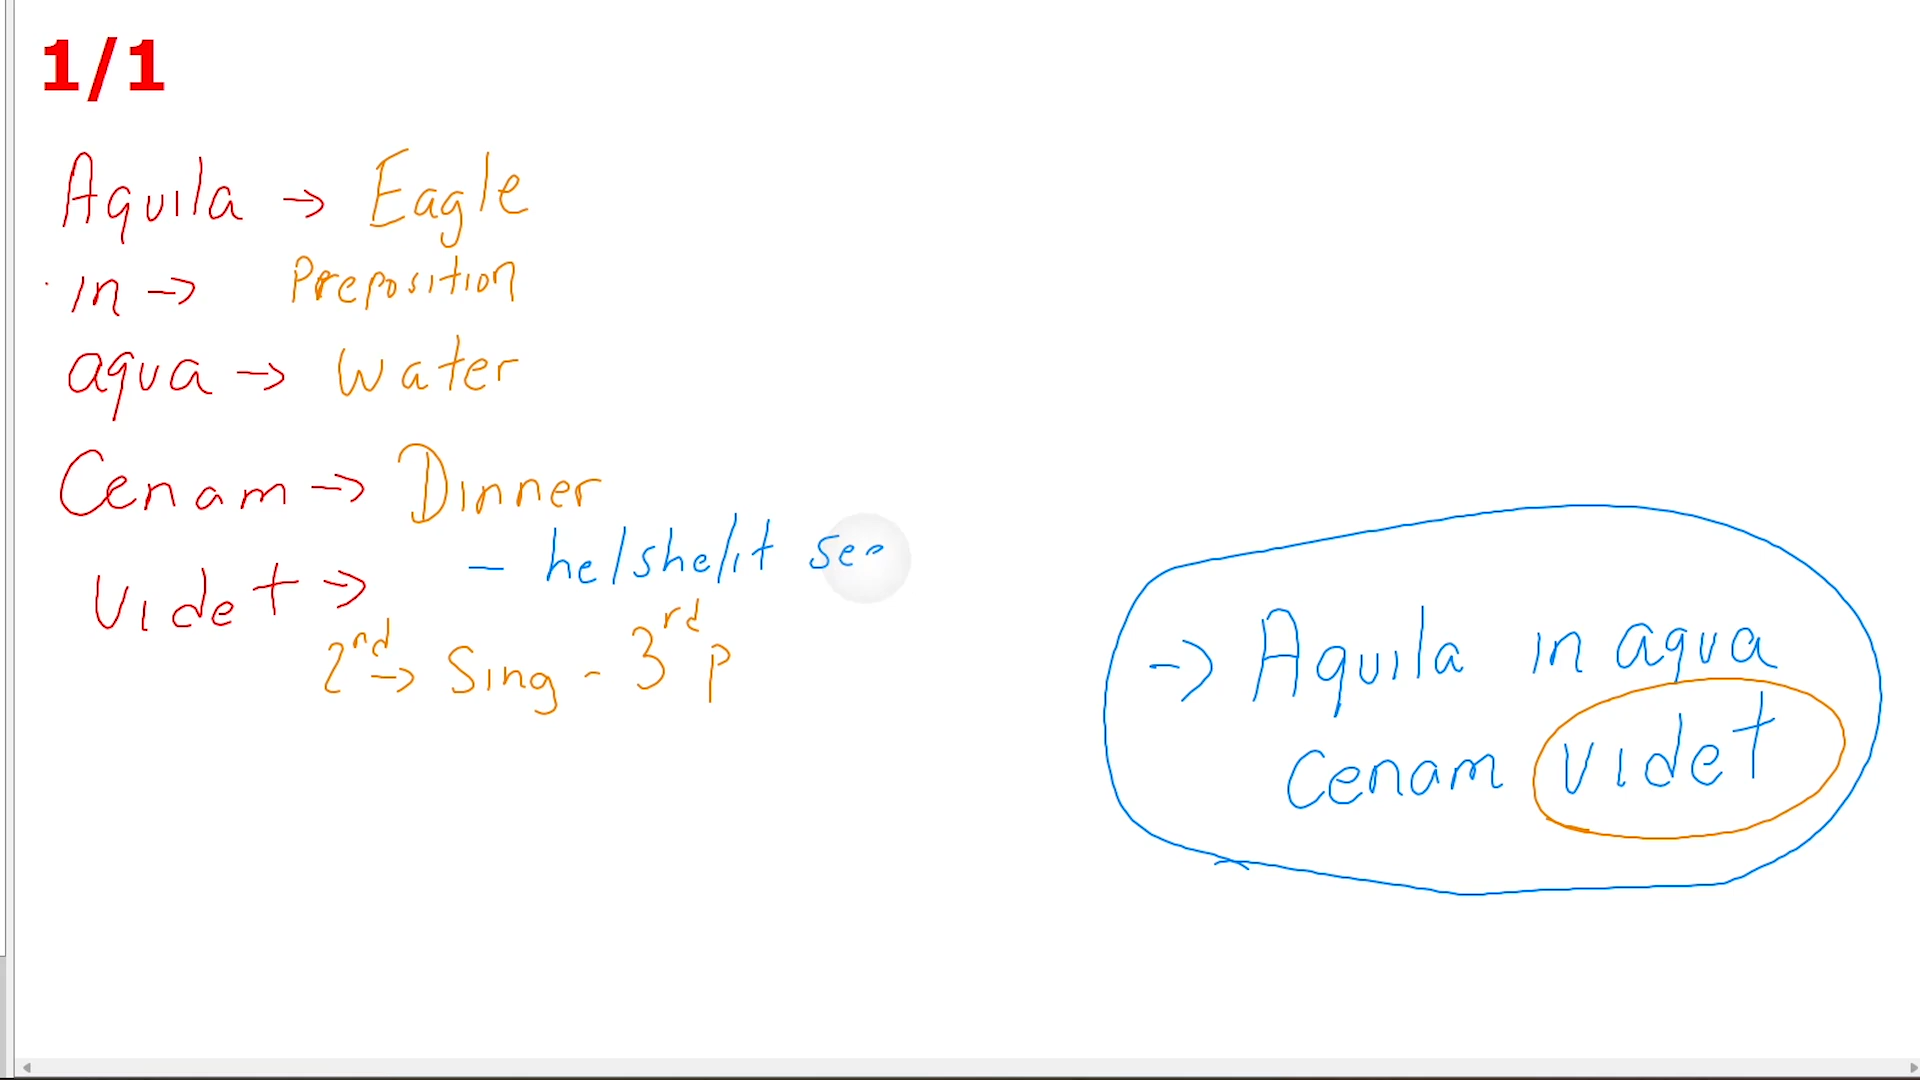 1/1
Aquila → Eagle
in → Preposition
aqua → water
Cenam → Dinner
- he/she/it see
Videt →
2nd → Sing - 3rd p
→ Aquila in aqua
Cenam videt